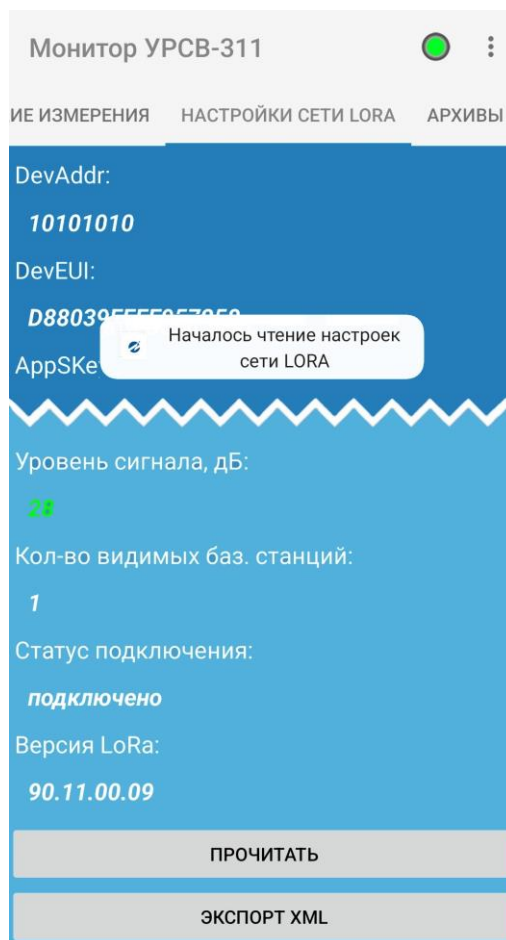 Монитор УРСВ-311
ИЕ ИЗМЕРЕНИЯ НАСТРОЙКИ СЕТИ LORA АРХИВЫ
DevAddr:
10101010
DevEUI:
Началось чтение настроек
сети LORA
Уровень сигнала, дБ:
Кол-во видимых баз. станций:
1
Статус подключения:
подключено
Версия LoRa:
90.11.00.09
ПРОЧИТАТЬ
ЭКСПОРТ XML